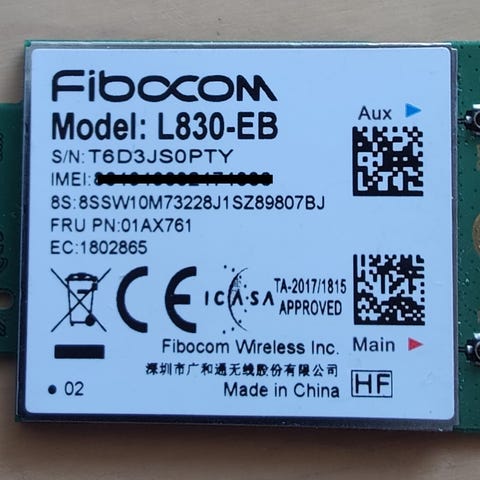 Fibocom
Model: L830-EB
Aux
S/N: T6D3JS0PTY
IMEI:
8S: 8SSW10M73228J1SZ89807BJ
FRU PN:01AX761
EC:1802865
CE
ICASA
TA-2017/1815
APPROVED
Fibocom Wireless Inc.
Main
深圳市广和通无线股份有限公司
02
Made in China
HF